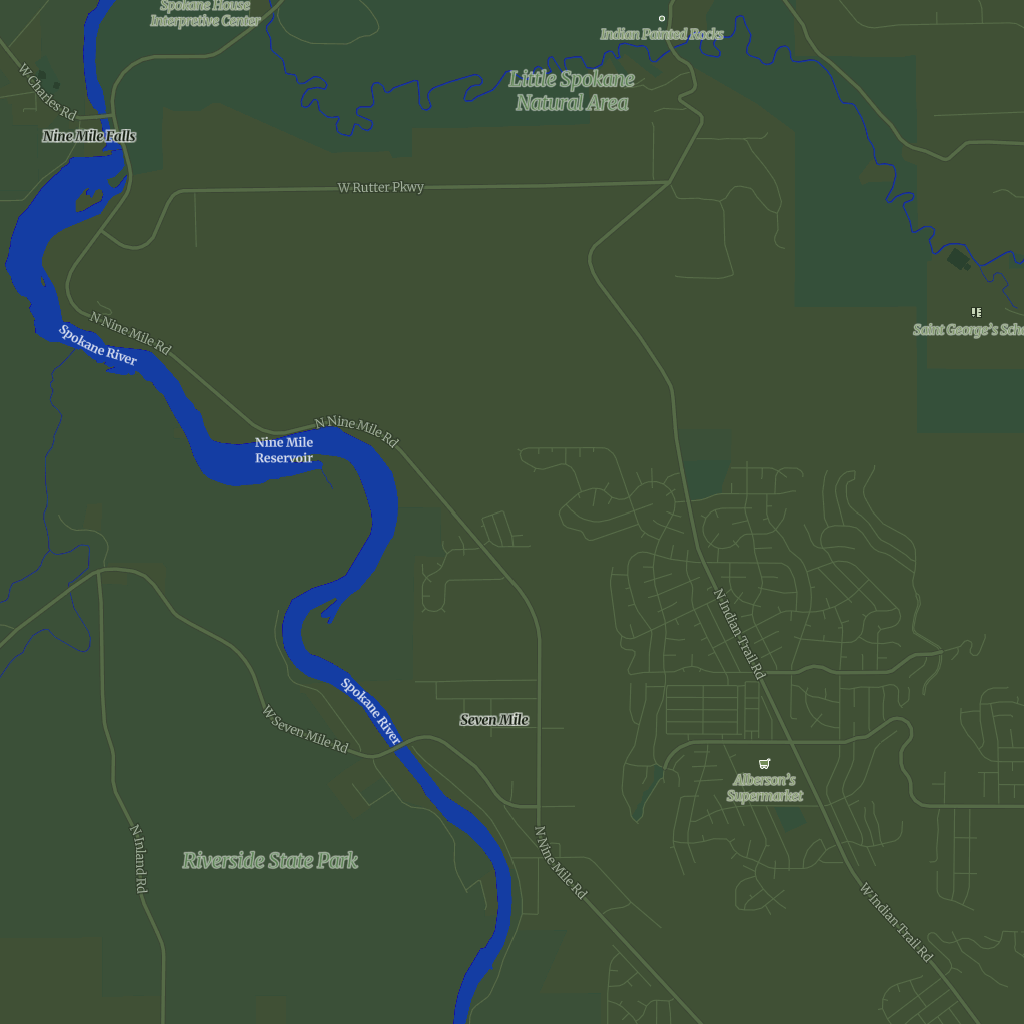 Spokane House
Interpretive Center
Indian Painted Rocks
Little Spokane
Natural Area
W Charles Rd
Nine Mile Falls
W Rutter Pkwy
N Nine Mile Rd
Spokane River
Saint George's Scho
N Nine Mile Rd
Nine Mile
Reservoir
N Indian Trail Rd
Spokane River
W Seven Mile Rd
Seven Mile
Alberson's
Supermarket
N Inland Rd
Riverside State Park
N Nine Mile Rd
W Indian Trail Rd